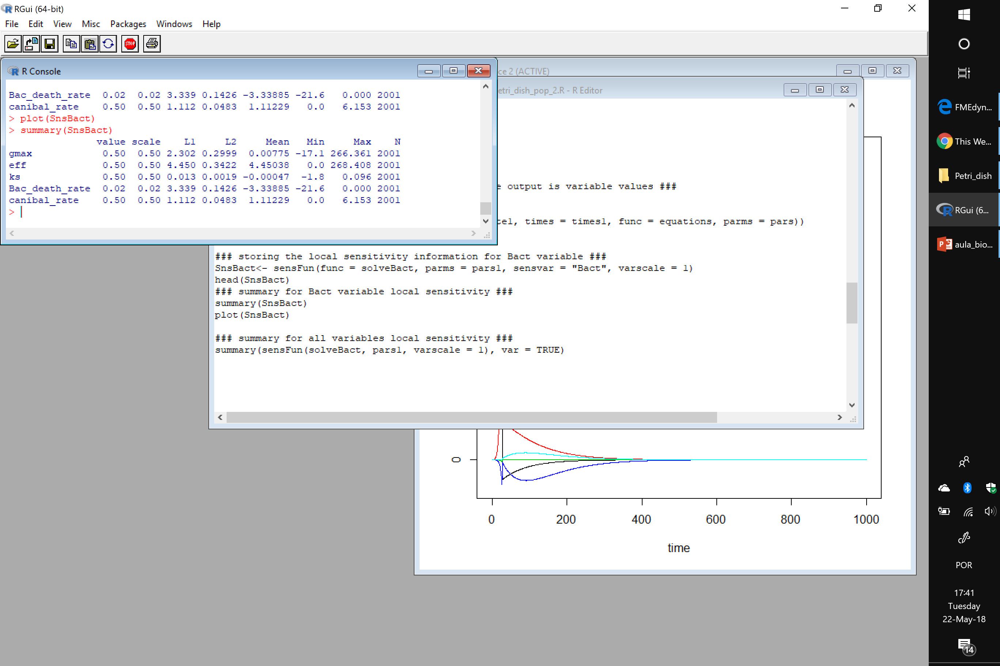 RGui (64-bit)
File Edit View Misc Packages Windows Help
STOP
R Console
Bac_death_rate 0.02 0.02 3.339 0.1426 -3.33885 -21.6 0.000 2001
canibal_rate 0.50 0.50 1.112 0.0483 1.11229 0.0 6.153 2001
> plot(SnsBact)
> summary(SnsBact)
value scale L1 L2 Mean Min Max N
gmax 0.50 0.50 2.302 0.2999 0.00775 -17.1 266.361 2001
eff 0.50 0.50 4.450 0.3422 4.45038 0.0 268.408 2001
ks 0.50 0.50 0.013 0.0019 -0.00047 -1.8 0.096 2001
Bac_death_rate 0.02 0.02 3.339 0.1426 -3.33885 -21.6 0.000 2001
canibal_rate 0.50 0.50 1.112 0.0483 1.11229 0.0 6.153 2001
>
ce 2 (ACTIVE)
etri_dish_pop_2.R - R Editor
e output is variable values ###
te1, times = times1, func = equations, parms = pars))
### storing the local sensitivity information for Bact variable ###
SnsBact<- sensFun(func = solveBact, parms = pars1, sensvar = "Bact", varscale = 1)
head(SnsBact)
### summary for Bact variable local sensitivity ###
summary(SnsBact)
plot(SnsBact)
### summary for all variables local sensitivity ###
summary(sensFun(solveBact, pars1, varscale = 1), var = TRUE)
0
0 200 400 600 800 1000
time
FMEdyn...
This We...
Petri_dish
RGui (6...
aula_bio...
POR
17:41
Tuesday
22-May-18
14